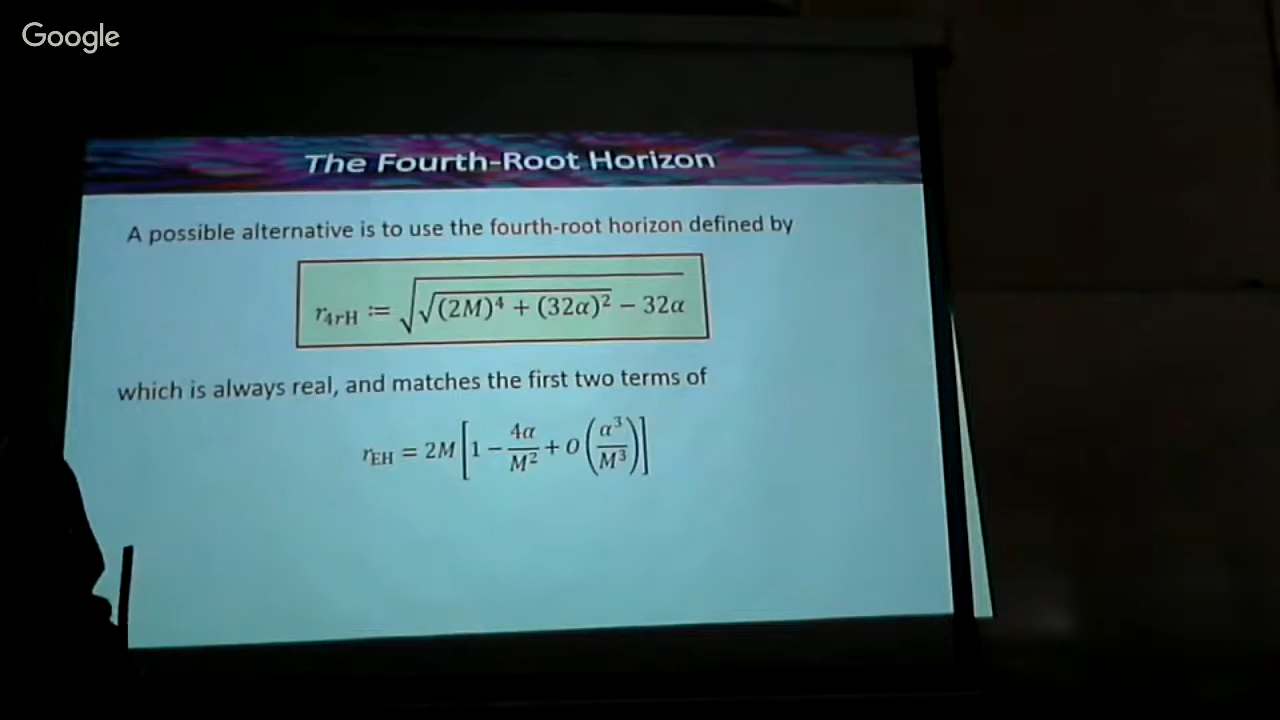 Google
The Fourth-Root Horizon
A possible alternative is to use the fourth-root horizon defined by
r₄ᵣH := √(√((2M)⁴ + (32α)²) − 32α)
which is always real, and matches the first two terms of
r_EH = 2M[1 − 4α/M² + O(α³/M³)]